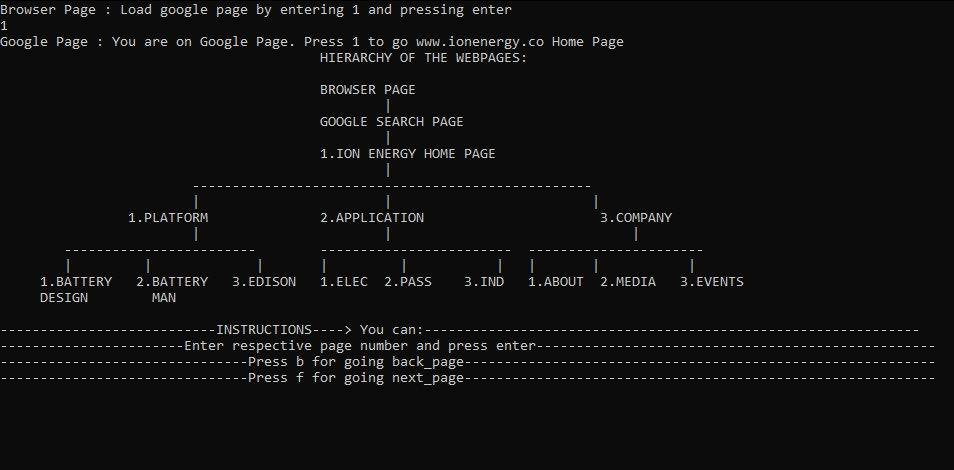 Browser Page : Load google page by entering 1 and pressing enter
1
Google Page : You are on Google Page. Press 1 to go www.ionenergy.co Home Page
HIERARCHY OF THE WEBPAGES:
BROWSER PAGE
|
GOOGLE SEARCH PAGE
|
1.ION ENERGY HOME PAGE
|
--------------------------------------------------
| | |
1.PLATFORM 2.APPLICATION 3.COMPANY
| | |
------------------------ ------------------------ ----------------------
| | | | | | | | |
1.BATTERY 2.BATTERY 3.EDISON 1.ELEC 2.PASS 3.IND 1.ABOUT 2.MEDIA 3.EVENTS
DESIGN MAN
---------------------------INSTRUCTIONS----> You can:--------------------------------------------------------------
-----------------------Enter respective page number and press enter--------------------------------------------------
-------------------------------Press b for going back_page-----------------------------------------------------------
-------------------------------Press f for going next_page-----------------------------------------------------------